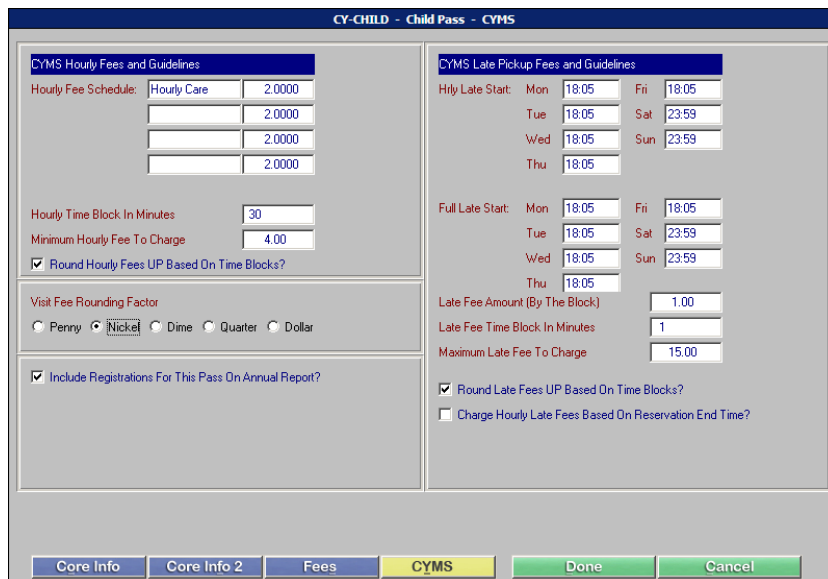 CY-CHILD - Child Pass - CYMS
CYMS Hourly Fees and Guidelines
Hourly Fee Schedule: Hourly Care 2.0000
2.0000
2.0000
2.0000
Hourly Time Block In Minutes 30
Minimum Hourly Fee To Charge 4.00
Round Hourly Fees UP Based On Time Blocks?
Visit Fee Rounding Factor
Penny Nickel Dime Quarter Dollar
Include Registrations For This Pass On Annual Report?
CYMS Late Pickup Fees and Guidelines
Hrly Late Start: Mon 18:05 Fri 18:05
Tue 18:05 Sat 23:59
Wed 18:05 Sun 23:59
Thu 18:05
Full Late Start: Mon 18:05 Fri 18:05
Tue 18:05 Sat 23:59
Wed 18:05 Sun 23:59
Thu 18:05
Late Fee Amount (By The Block) 1.00
Late Fee Time Block In Minutes 1
Maximum Late Fee To Charge 15.00
Round Late Fees UP Based On Time Blocks?
Charge Hourly Late Fees Based On Reservation End Time?
Core Info Core Info 2 Fees CYMS Done Cancel